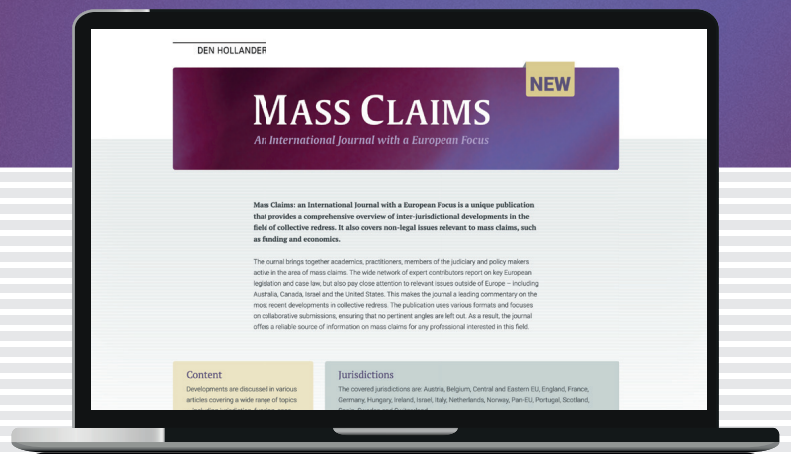 DEN HOLLANDER
NEW
MASS CLAIMS
An International Journal with a European Focus
Mass Claims: an International Journal with a European Focus is a unique publication
that provides a comprehensive overview of inter-jurisdictional developments in the
field of collective redress. It also covers non-legal issues relevant to mass claims, such
as funding and economics.
The ournal brings together academics, practitioners, members of the judiciary and policy makers
active in the area of mass claims. The wide network of expert contributors report on key European
legislation and case law, but also pay close attention to relevant issues outside of Europe – including
Austalia, Canada, Israel and the United States. This makes the journal a leading commentary on the
most recent developments in collective redress. The publication uses various formats and focuses
on collaborative submissions, ensuring that no pertinent angles are left out. As a result, the journal
offes a reliable source of information on mass claims for any professional interested in this field.
Content
Jurisdictions
Developments are discussed in various
articles covering a wide range of topics
The covered jurisdictions are: Austria, Belgium, Central and Eastern EU, England, France,
Germany, Hungary, Ireland, Israel, Italy, Netherlands, Norway, Pan-EU, Portugal, Scotland,